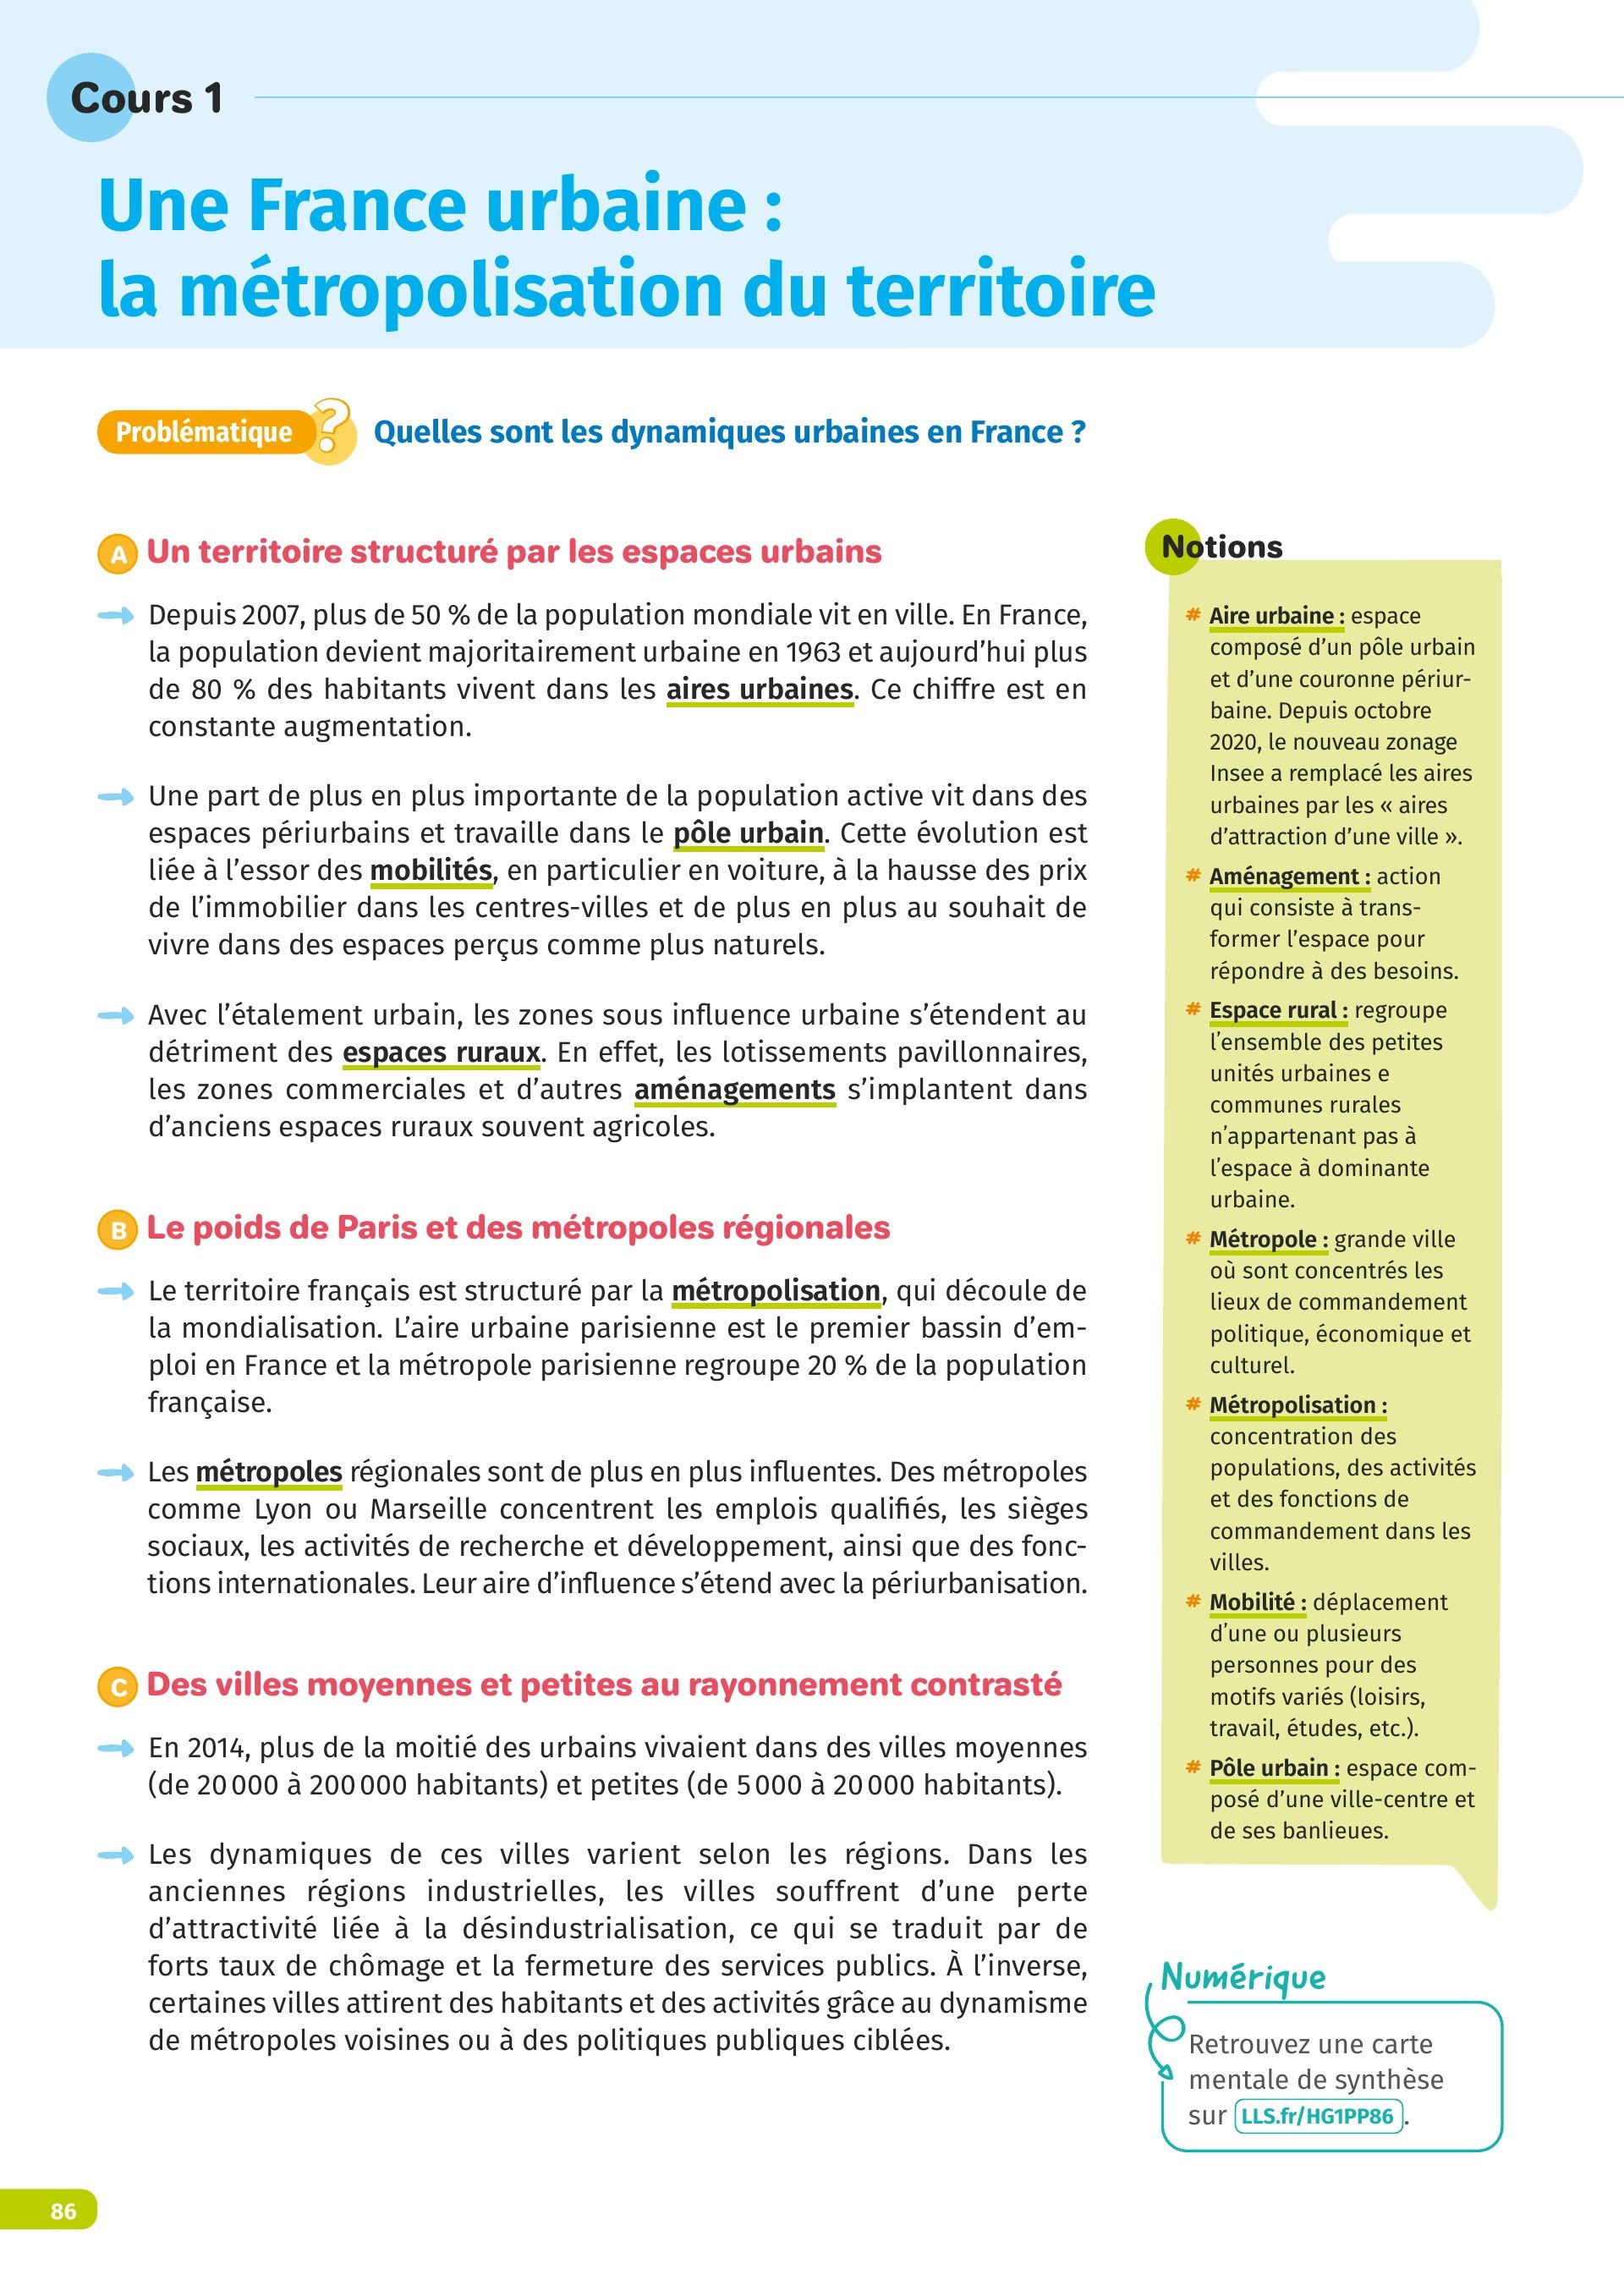 Cours 1
Une France urbaine :
la métropolisation du territoire
Problématique ?
Quelles sont les dynamiques urbaines en France ?
A Un territoire structuré par les espaces urbains
Depuis 2007, plus de 50 % de la population mondiale vit en ville. En France,
la population devient majoritairement urbaine en 1963 et aujourd’hui plus
de 80 % des habitants vivent dans les aires urbaines. Ce chiffre est en
constante augmentation.
Une part de plus en plus importante de la population active vit dans des
espaces périurbains et travaille dans le pôle urbain. Cette évolution est
liée à l’essor des mobilités, en particulier en voiture, à la hausse des prix
de l’immobilier dans les centres-villes et de plus en plus au souhait de
vivre dans des espaces perçus comme plus naturels.
Avec l’étalement urbain, les zones sous influence urbaine s’étendent au
détriment des espaces ruraux. En effet, les lotissements pavillonnaires,
les zones commerciales et d’autres aménagements s’implantent dans
d’anciens espaces ruraux souvent agricoles.
B Le poids de Paris et des métropoles régionales
Le territoire français est structuré par la métropolisation, qui découle de
la mondialisation. L’aire urbaine parisienne est le premier bassin d’em-
ploi en France et la métropole parisienne regroupe 20 % de la population
française.
Les métropoles régionales sont de plus en plus influentes. Des métropoles
comme Lyon ou Marseille concentrent les emplois qualifiés, les sièges
sociaux, les activités de recherche et développement, ainsi que des fonc-
tions internationales. Leur aire d’influence s’étend avec la périurbanisation.
C Des villes moyennes et petites au rayonnement contrasté
En 2014, plus de la moitié des urbains vivaient dans des villes moyennes
(de 20 000 à 200 000 habitants) et petites (de 5 000 à 20 000 habitants).
Les dynamiques de ces villes varient selon les régions. Dans les
anciennes régions industrielles, les villes souffrent d’une perte
d’attractivité liée à la désindustrialisation, ce qui se traduit par de
forts taux de chômage et la fermeture des services publics. À l’inverse,
certaines villes attirent des habitants et des activités grâce au dynamisme
de métropoles voisines ou à des politiques publiques ciblées.
Notions
# Aire urbaine : espace
composé d’un pôle urbain
et d’une couronne périur-
baine. Depuis octobre
2020, le nouveau zonage
Insee a remplacé les aires
urbaines par les « aires
d’attraction d’une ville ».
# Aménagement : action
qui consiste à trans-
former l’espace pour
répondre à des besoins.
# Espace rural : regroupe
l’ensemble des petites
unités urbaines e
communes rurales
n’appartenant pas à
l’espace à dominante
urbaine.
# Métropole : grande ville
où sont concentrés les
lieux de commandement
politique, économique et
culturel.
# Métropolisation :
concentration des
populations, des activités
et des fonctions de
commandement dans les
villes.
# Mobilité : déplacement
d’une ou plusieurs
personnes pour des
motifs variés (loisirs,
travail, études, etc.).
# Pôle urbain : espace com-
posé d’une ville-centre et
de ses banlieues.
Numérique
Retrouvez une carte
mentale de synthèse
sur LLS.fr/HG1PP86 .
86